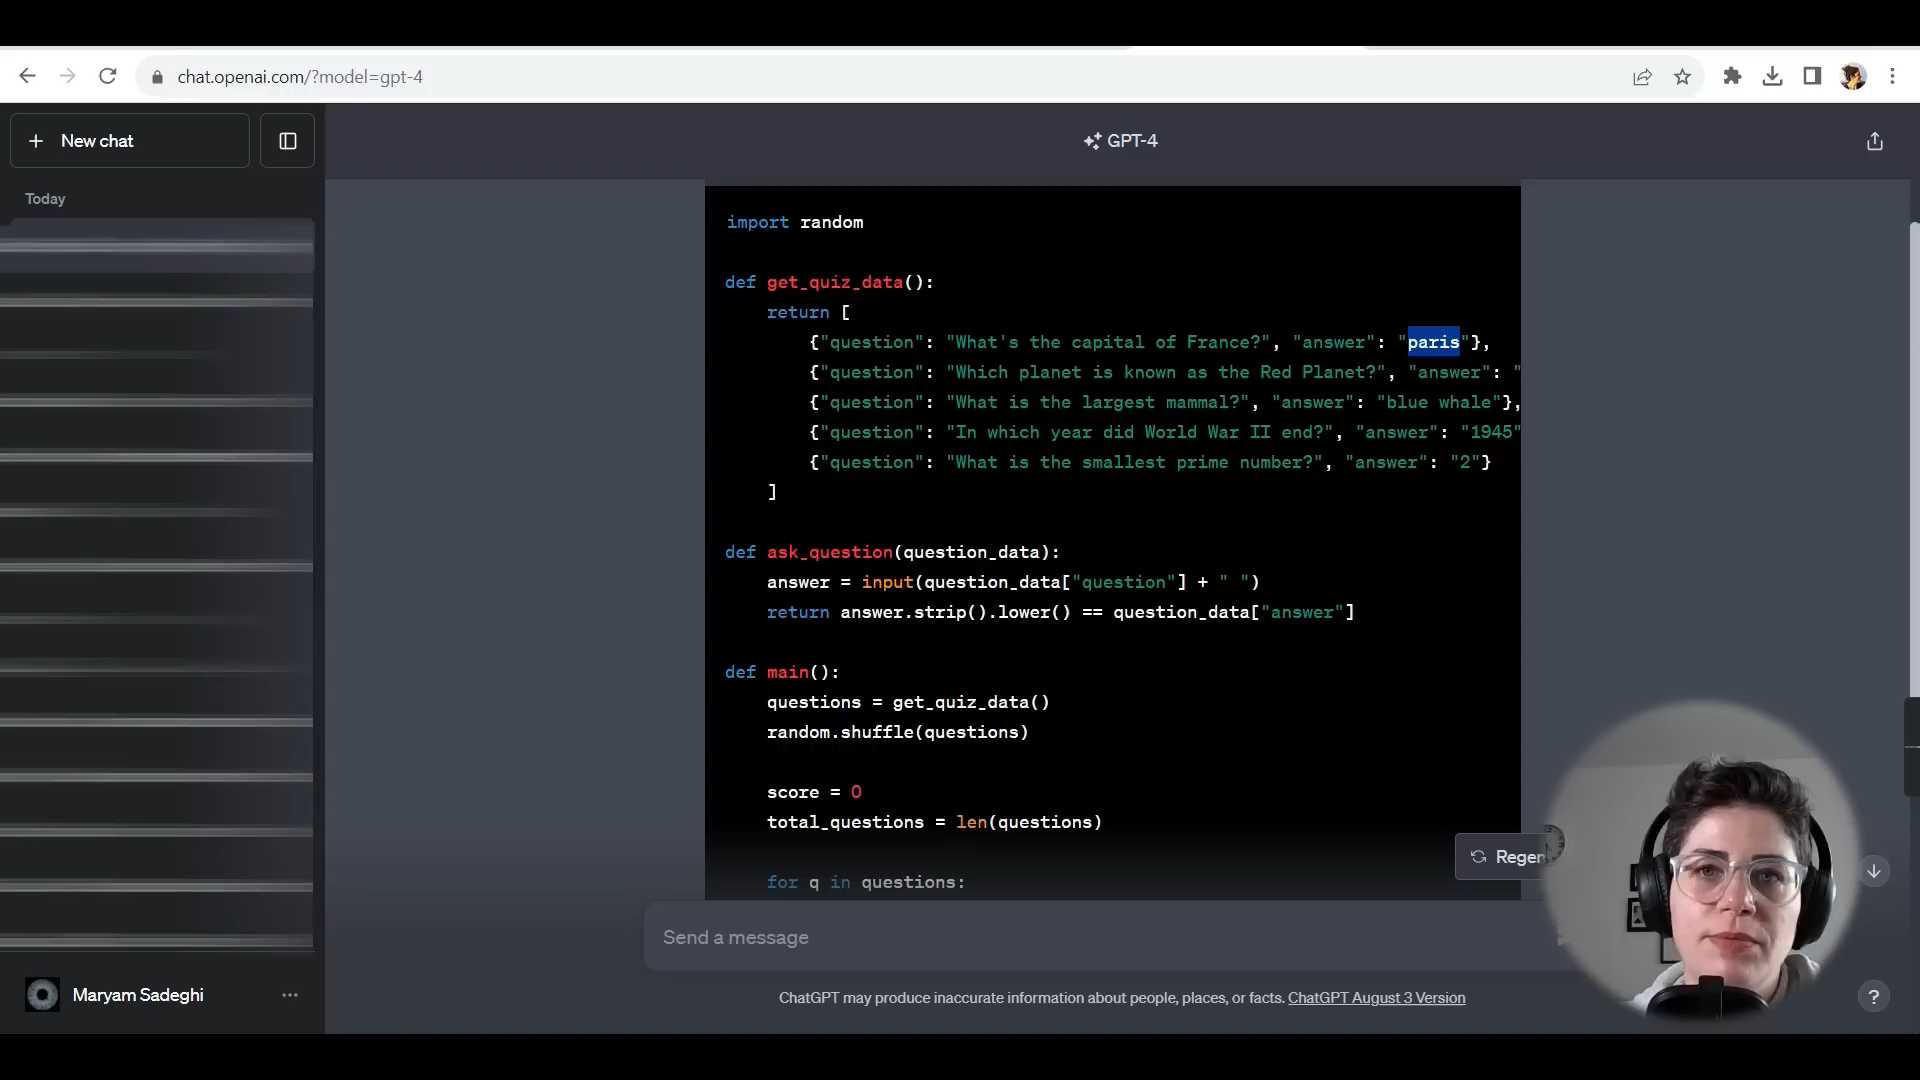 chat.openai.com/?model=gpt-4
New chat
GPT-4
Today
import random
def get_quiz_data():
return [
{"question": "What's the capital of France?", "answer": "paris"},
{"question": "Which planet is known as the Red Planet?", "answer": "
{"question": "What is the largest mammal?", "answer": "blue whale"},
{"question": "In which year did World War II end?", "answer": "1945"
{"question": "What is the smallest prime number?", "answer": "2"}
]
def ask_question(question_data):
answer = input(question_data["question"] + " ")
return answer.strip().lower() == question_data["answer"]
def main():
questions = get_quiz_data()
random.shuffle(questions)
score = 0
total_questions = len(questions)
Regen
for q in questions:
Send a message
Maryam Sadeghi
ChatGPT may produce inaccurate information about people, places, or facts. ChatGPT August 3 Version
?